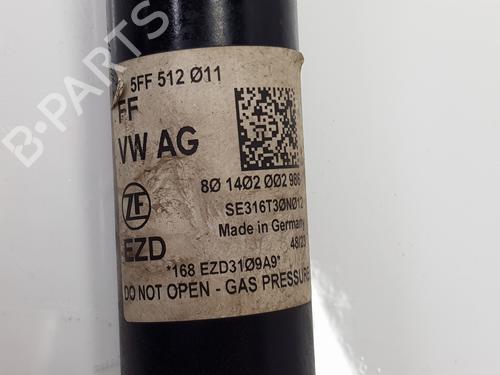 5FF 512 Ø11
FF
VW AG
8Ø 14Ø2 ØØ2 986
SE316T3ØNØ12
Made in Germany
48/23
ZF
EZD
*168 EZD31Ø9A9*
DO NOT OPEN - GAS PRESSURE
B-PARTS